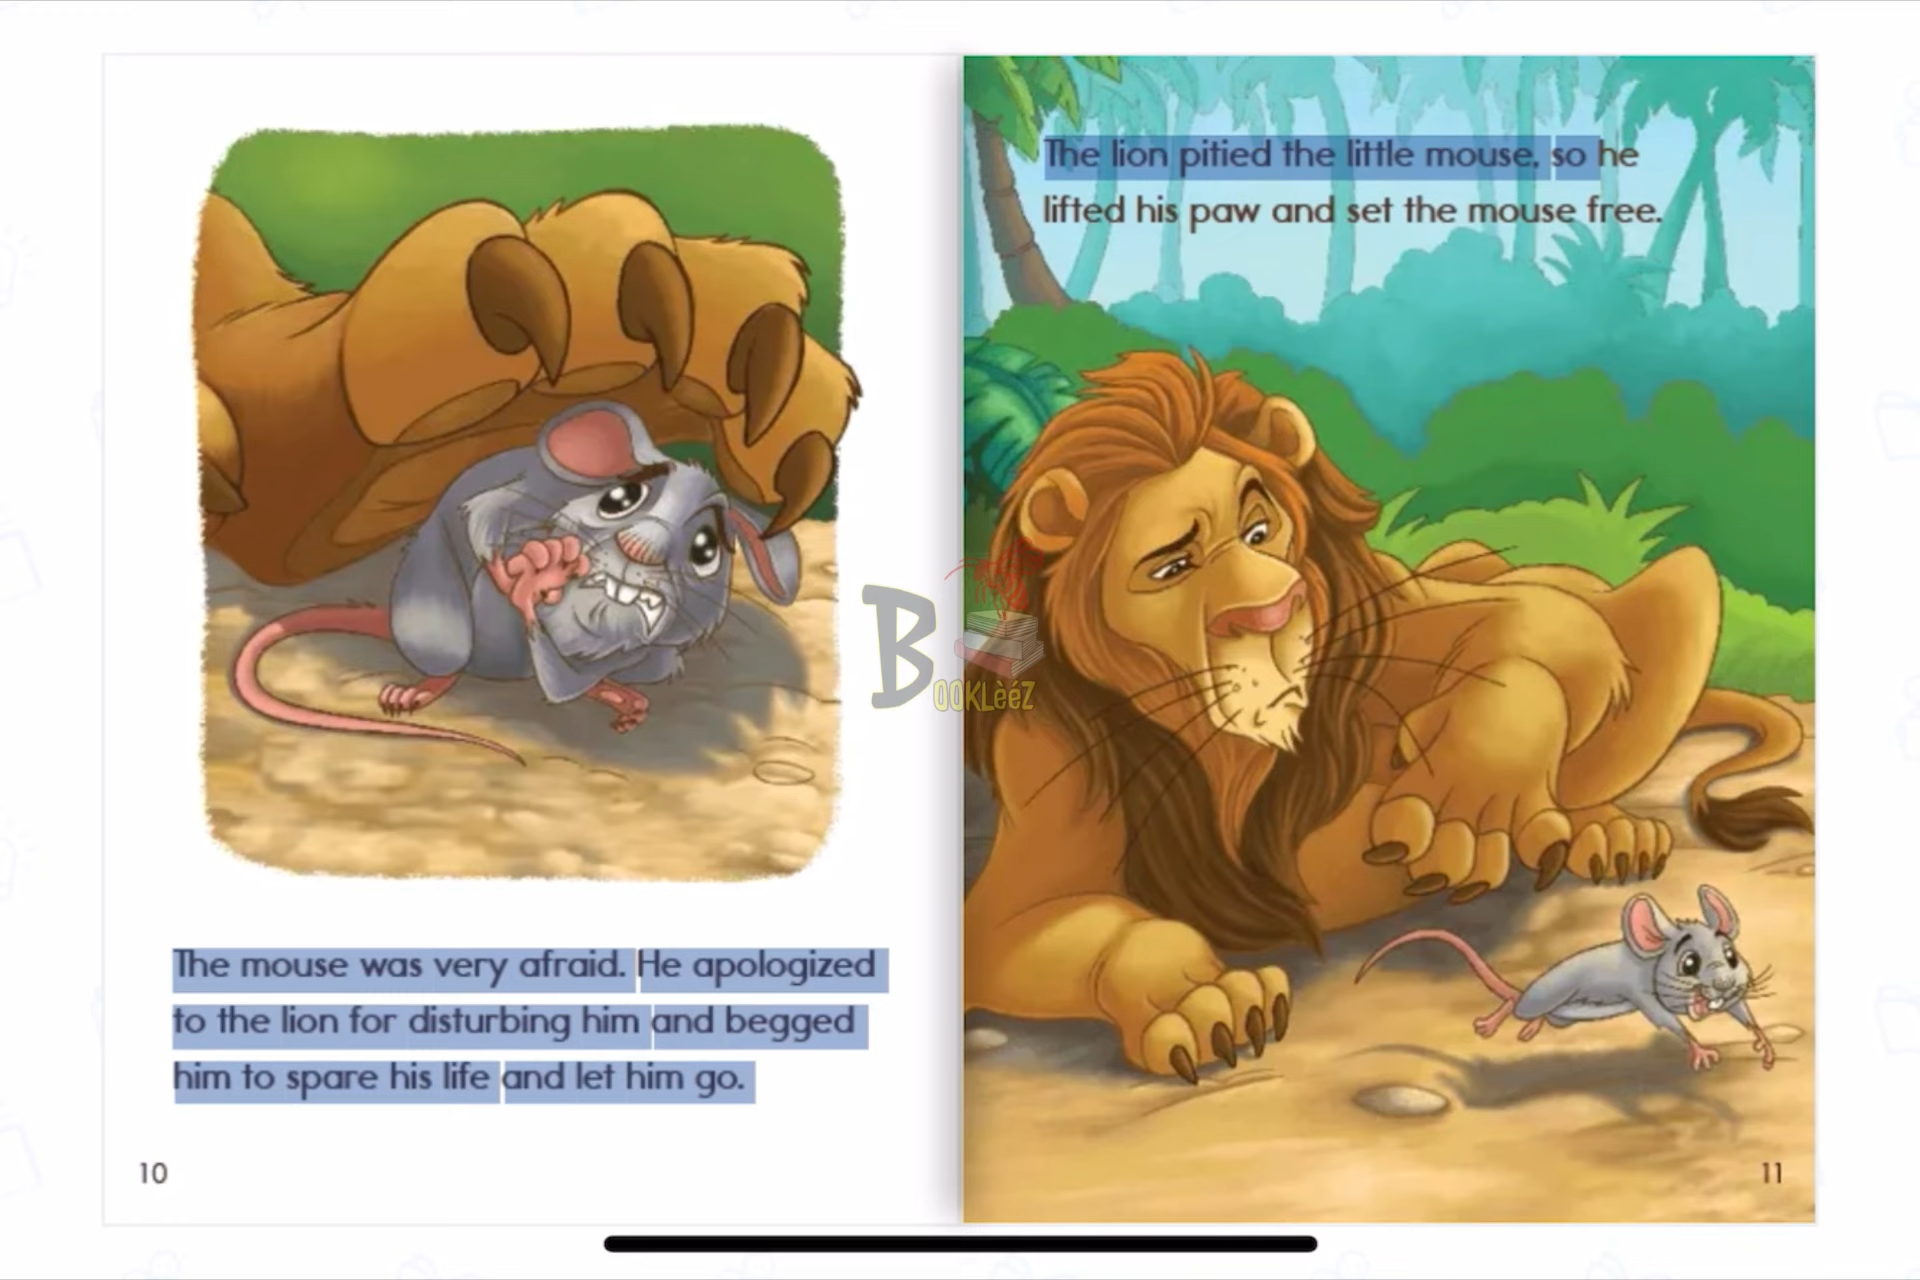 The mouse was very afraid. He apologized
to the lion for disturbing him and begged
him to spare his life and let him go.
10
The lion pitied the little mouse, so he
lifted his paw and set the mouse free.
11
BOOKLèéZ